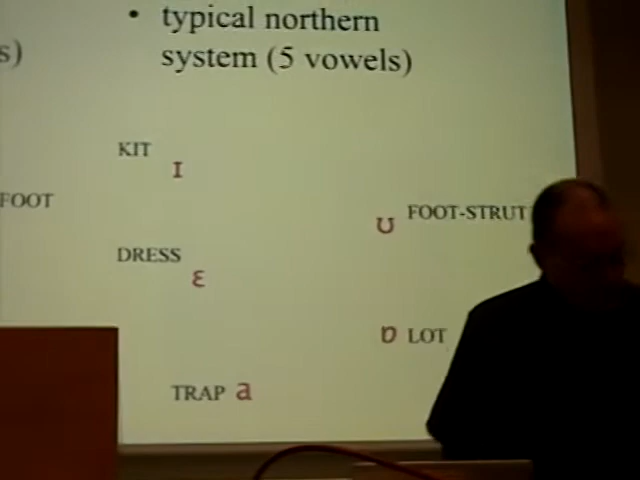 • typical northern
s) system (5 vowels)
KIT
ɪ
FOOT
ʊ FOOT-STRUT
DRESS
ɛ
ɒ LOT
TRAP a